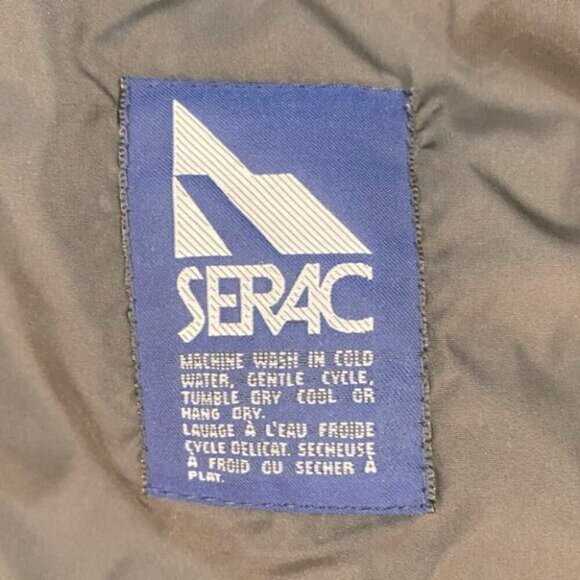 SERAC
MACHINE WASH IN COLD
WATER, GENTLE CYCLE,
TUMBLE DRY COOL OR
HANG DRY.
LAVAGE À L'EAU FROIDE
CYCLE DELICAT. SECHEUSE
À FROID OU SECHER À
PLAT.